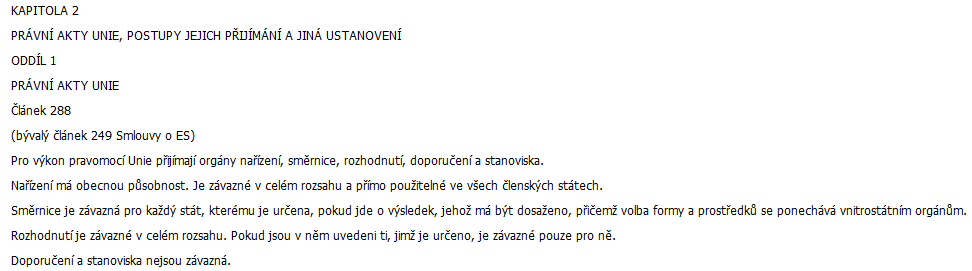 KAPITOLA 2
PRÁVNÍ AKTY UNIE, POSTUPY JEJICH PŘIJÍMÁNÍ A JINÁ USTANOVENÍ
ODDÍL 1
PRÁVNÍ AKTY UNIE
Článek 288
(bývalý článek 249 Smlouvy o ES)
Pro výkon pravomocí Unie přijímají orgány nařízení, směrnice, rozhodnutí, doporučení a stanoviska.
Nařízení má obecnou působnost. Je závazné v celém rozsahu a přímo použitelné ve všech členských státech.
Směrnice je závazná pro každý stát, kterému je určena, pokud jde o výsledek, jehož má být dosaženo, přičemž volba formy a prostředků se ponechává vnitrostátním orgánům.
Rozhodnutí je závazné v celém rozsahu. Pokud jsou v něm uvedeni ti, jimž je určeno, je závazné pouze pro ně.
Doporučení a stanoviska nejsou závazná.